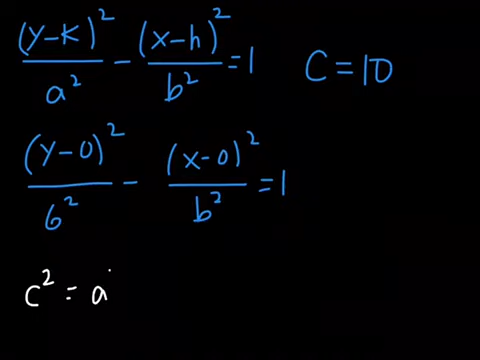 (y-k)²/a² - (x-h)²/b² = 1
C = 10
(y-0)²/6² - (x-0)²/b² = 1
c² = a